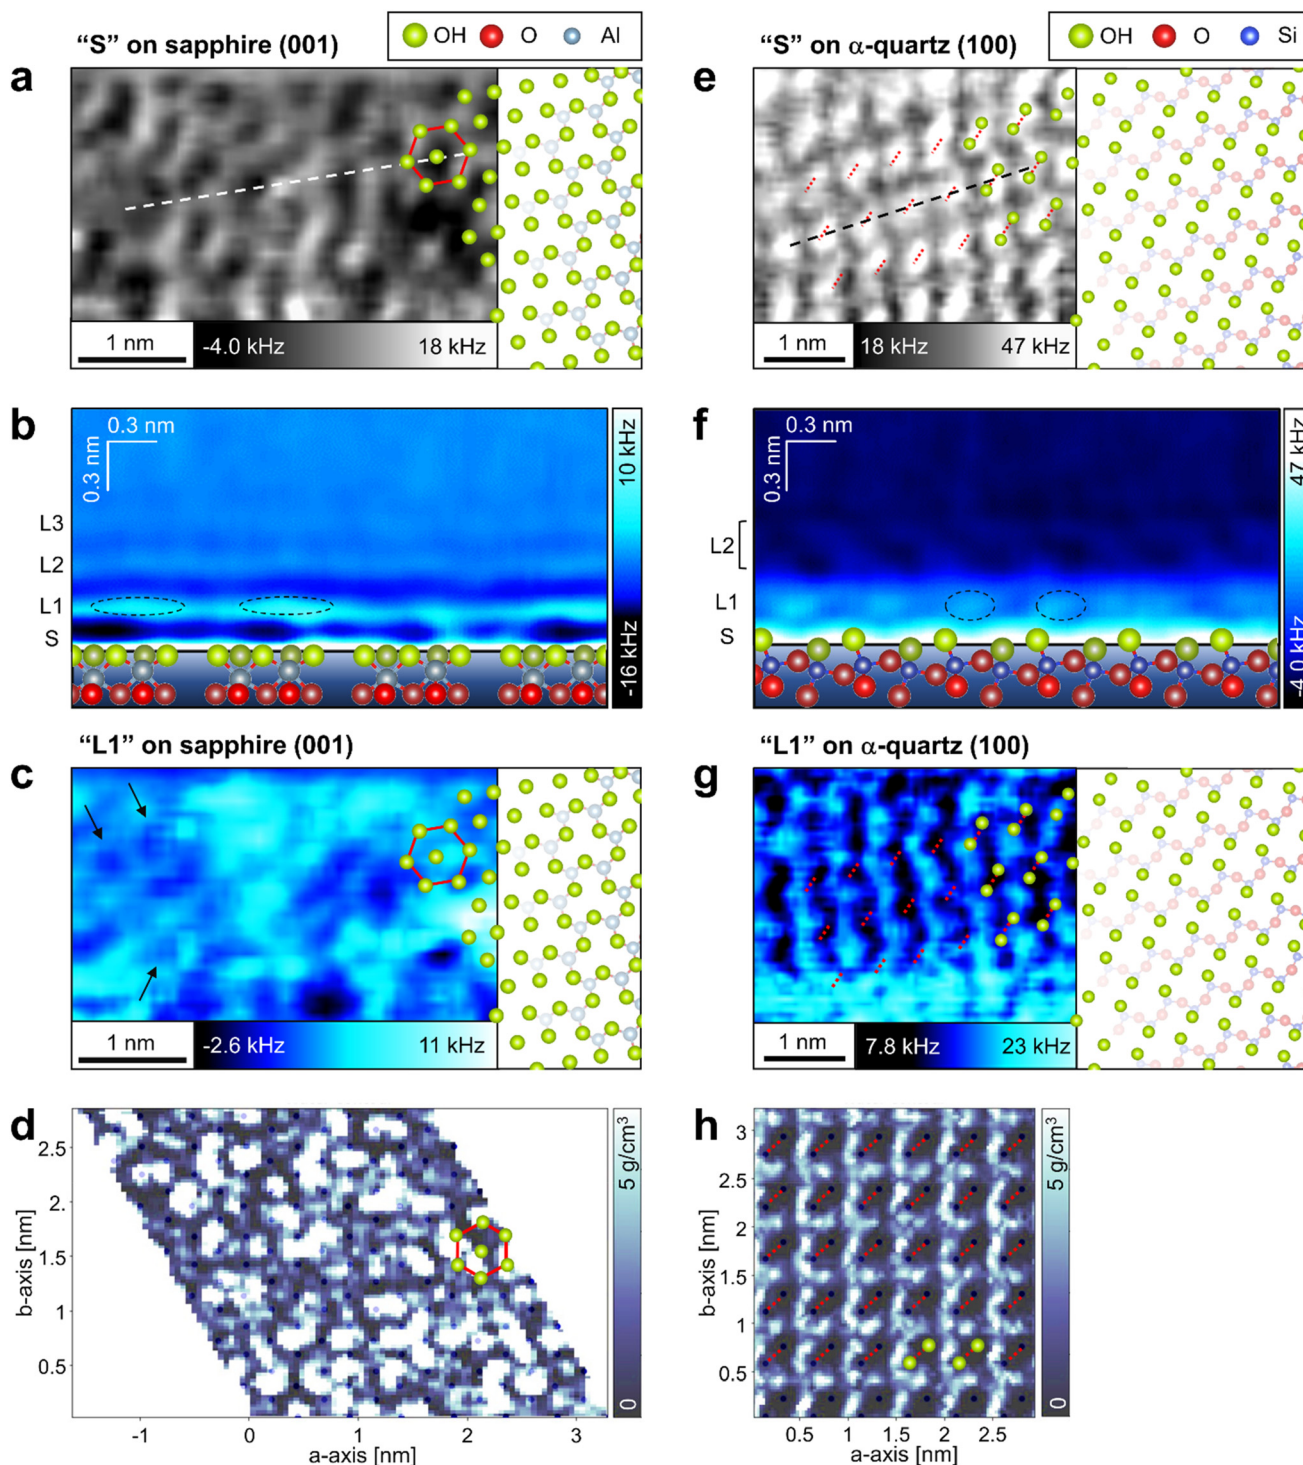 “S” on sapphire (001)
OH O Al
a
1 nm -4.0 kHz 18 kHz
“S” on α-quartz (100)
OH O Si
e
1 nm 18 kHz 47 kHz
b
0.3 nm
0.3 nm
L3
L2
L1
S
10 kHz
-16 kHz
f
0.3 nm
0.3 nm
L2
L1
S
47 kHz
-4.0 kHz
“L1” on sapphire (001)
c
1 nm -2.6 kHz 11 kHz
“L1” on α-quartz (100)
g
1 nm 7.8 kHz 23 kHz
d
b-axis [nm]
2.5
2
1.5
1
0.5
-1 0 1 2 3
a-axis [nm]
5 g/cm³
0
h
b-axis [nm]
3
2.5
2
1.5
1
0.5
0.5 1 1.5 2 2.5
a-axis [nm]
5 g/cm³
0